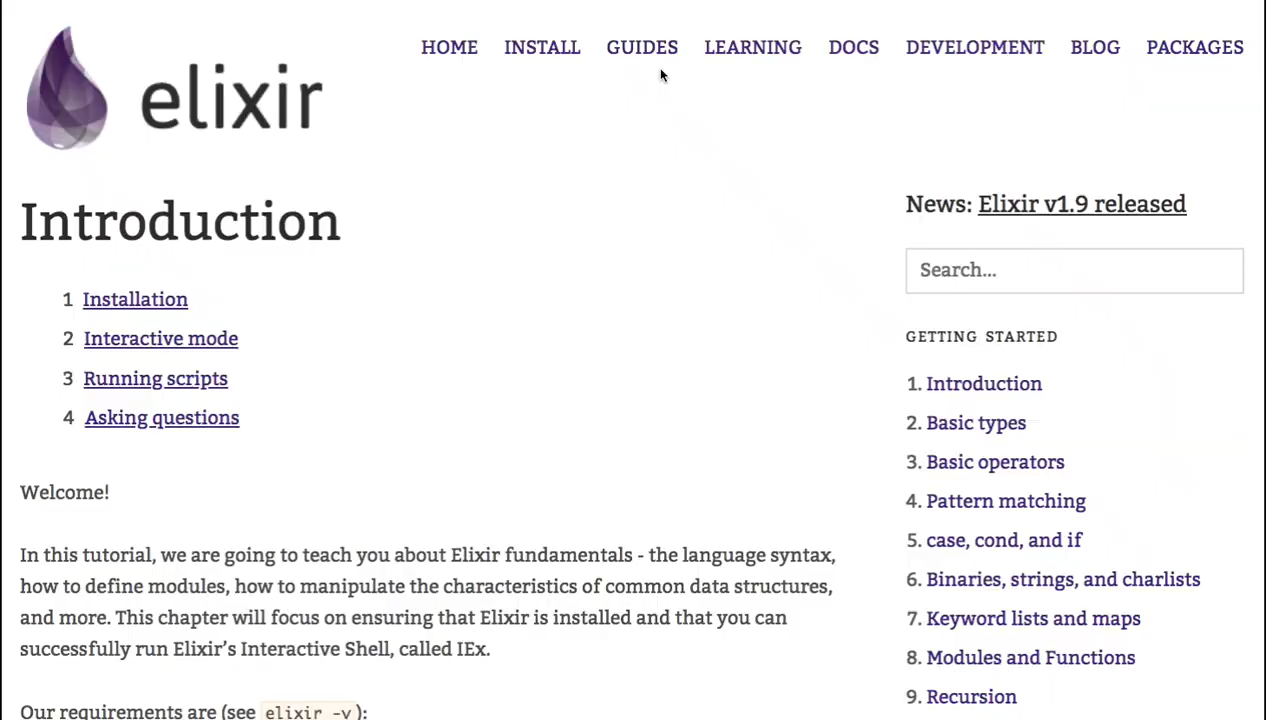 elixir
HOME INSTALL GUIDES LEARNING DOCS DEVELOPMENT BLOG PACKAGES
Introduction
1 Installation
2 Interactive mode
3 Running scripts
4 Asking questions
Welcome!
In this tutorial, we are going to teach you about Elixir fundamentals - the language syntax,
how to define modules, how to manipulate the characteristics of common data structures,
and more. This chapter will focus on ensuring that Elixir is installed and that you can
successfully run Elixir’s Interactive Shell, called IEx.
Our requirements are (see elixir -v):
News: Elixir v1.9 released
Search...
GETTING STARTED
1. Introduction
2. Basic types
3. Basic operators
4. Pattern matching
5. case, cond, and if
6. Binaries, strings, and charlists
7. Keyword lists and maps
8. Modules and Functions
9. Recursion